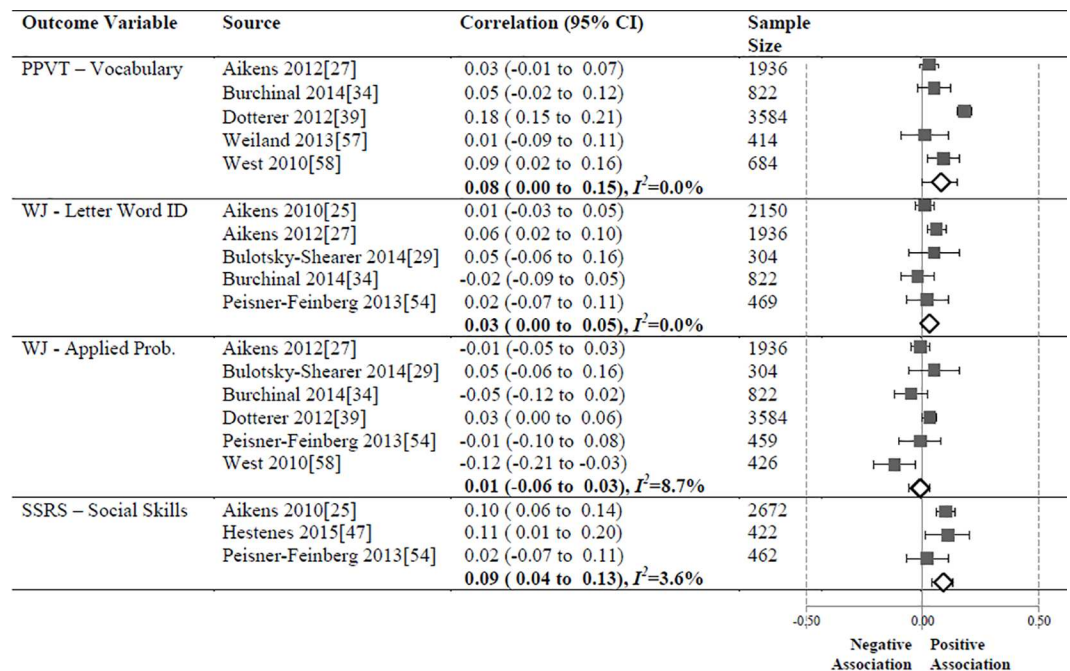 Outcome Variable Source Correlation (95% CI) Sample Size
PPVT – Vocabulary Aikens 2012[27] 0.03 (-0.01 to 0.07) 1936
Burchinal 2014[34] 0.05 (-0.02 to 0.12) 822
Dotterer 2012[39] 0.18 ( 0.15 to 0.21) 3584
Weiland 2013[57] 0.01 (-0.09 to 0.11) 414
West 2010[58] 0.09 ( 0.02 to 0.16) 684
0.08 ( 0.00 to 0.15), I²=0.0%
WJ - Letter Word ID Aikens 2010[25] 0.01 (-0.03 to 0.05) 2150
Aikens 2012[27] 0.06 ( 0.02 to 0.10) 1936
Bulotsky-Shearer 2014[29] 0.05 (-0.06 to 0.16) 304
Burchinal 2014[34] -0.02 (-0.09 to 0.05) 822
Peisner-Feinberg 2013[54] 0.02 (-0.07 to 0.11) 469
0.03 ( 0.00 to 0.05), I²=0.0%
WJ - Applied Prob. Aikens 2012[27] -0.01 (-0.05 to 0.03) 1936
Bulotsky-Shearer 2014[29] 0.05 (-0.06 to 0.16) 304
Burchinal 2014[34] -0.05 (-0.12 to 0.02) 822
Dotterer 2012[39] 0.03 ( 0.00 to 0.06) 3584
Peisner-Feinberg 2013[54] -0.01 (-0.10 to 0.08) 459
West 2010[58] -0.12 (-0.21 to -0.03) 426
0.01 (-0.06 to 0.03), I²=8.7%
SSRS – Social Skills Aikens 2010[25] 0.10 ( 0.06 to 0.14) 2672
Hestenes 2015[47] 0.11 ( 0.01 to 0.20) 422
Peisner-Feinberg 2013[54] 0.02 (-0.07 to 0.11) 462
0.09 ( 0.04 to 0.13), I²=3.6%
-0.50 0.00 0.50
Negative Positive
Association Association